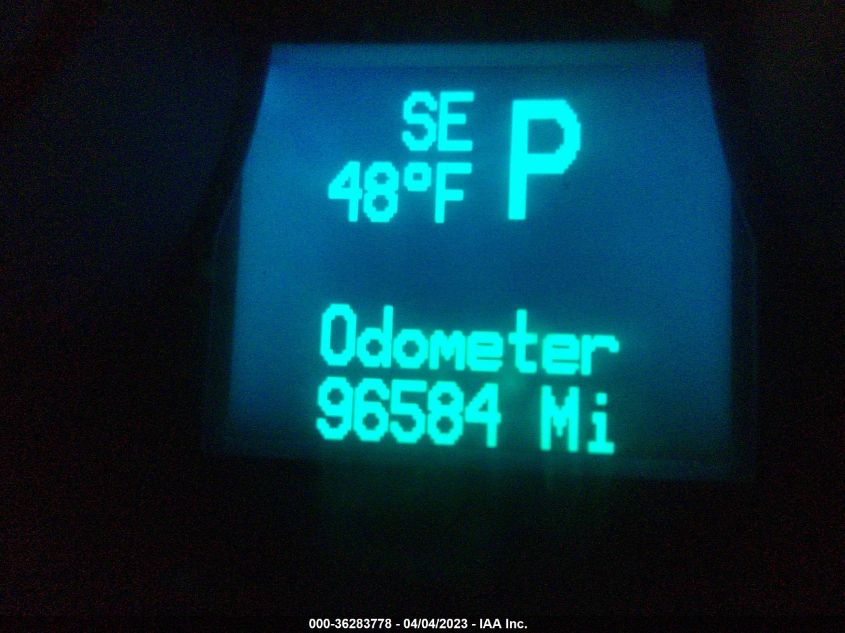 SE P
48°F
Odometer
96584 Mi
000-36283778 - 04/04/2023 - IAA Inc.